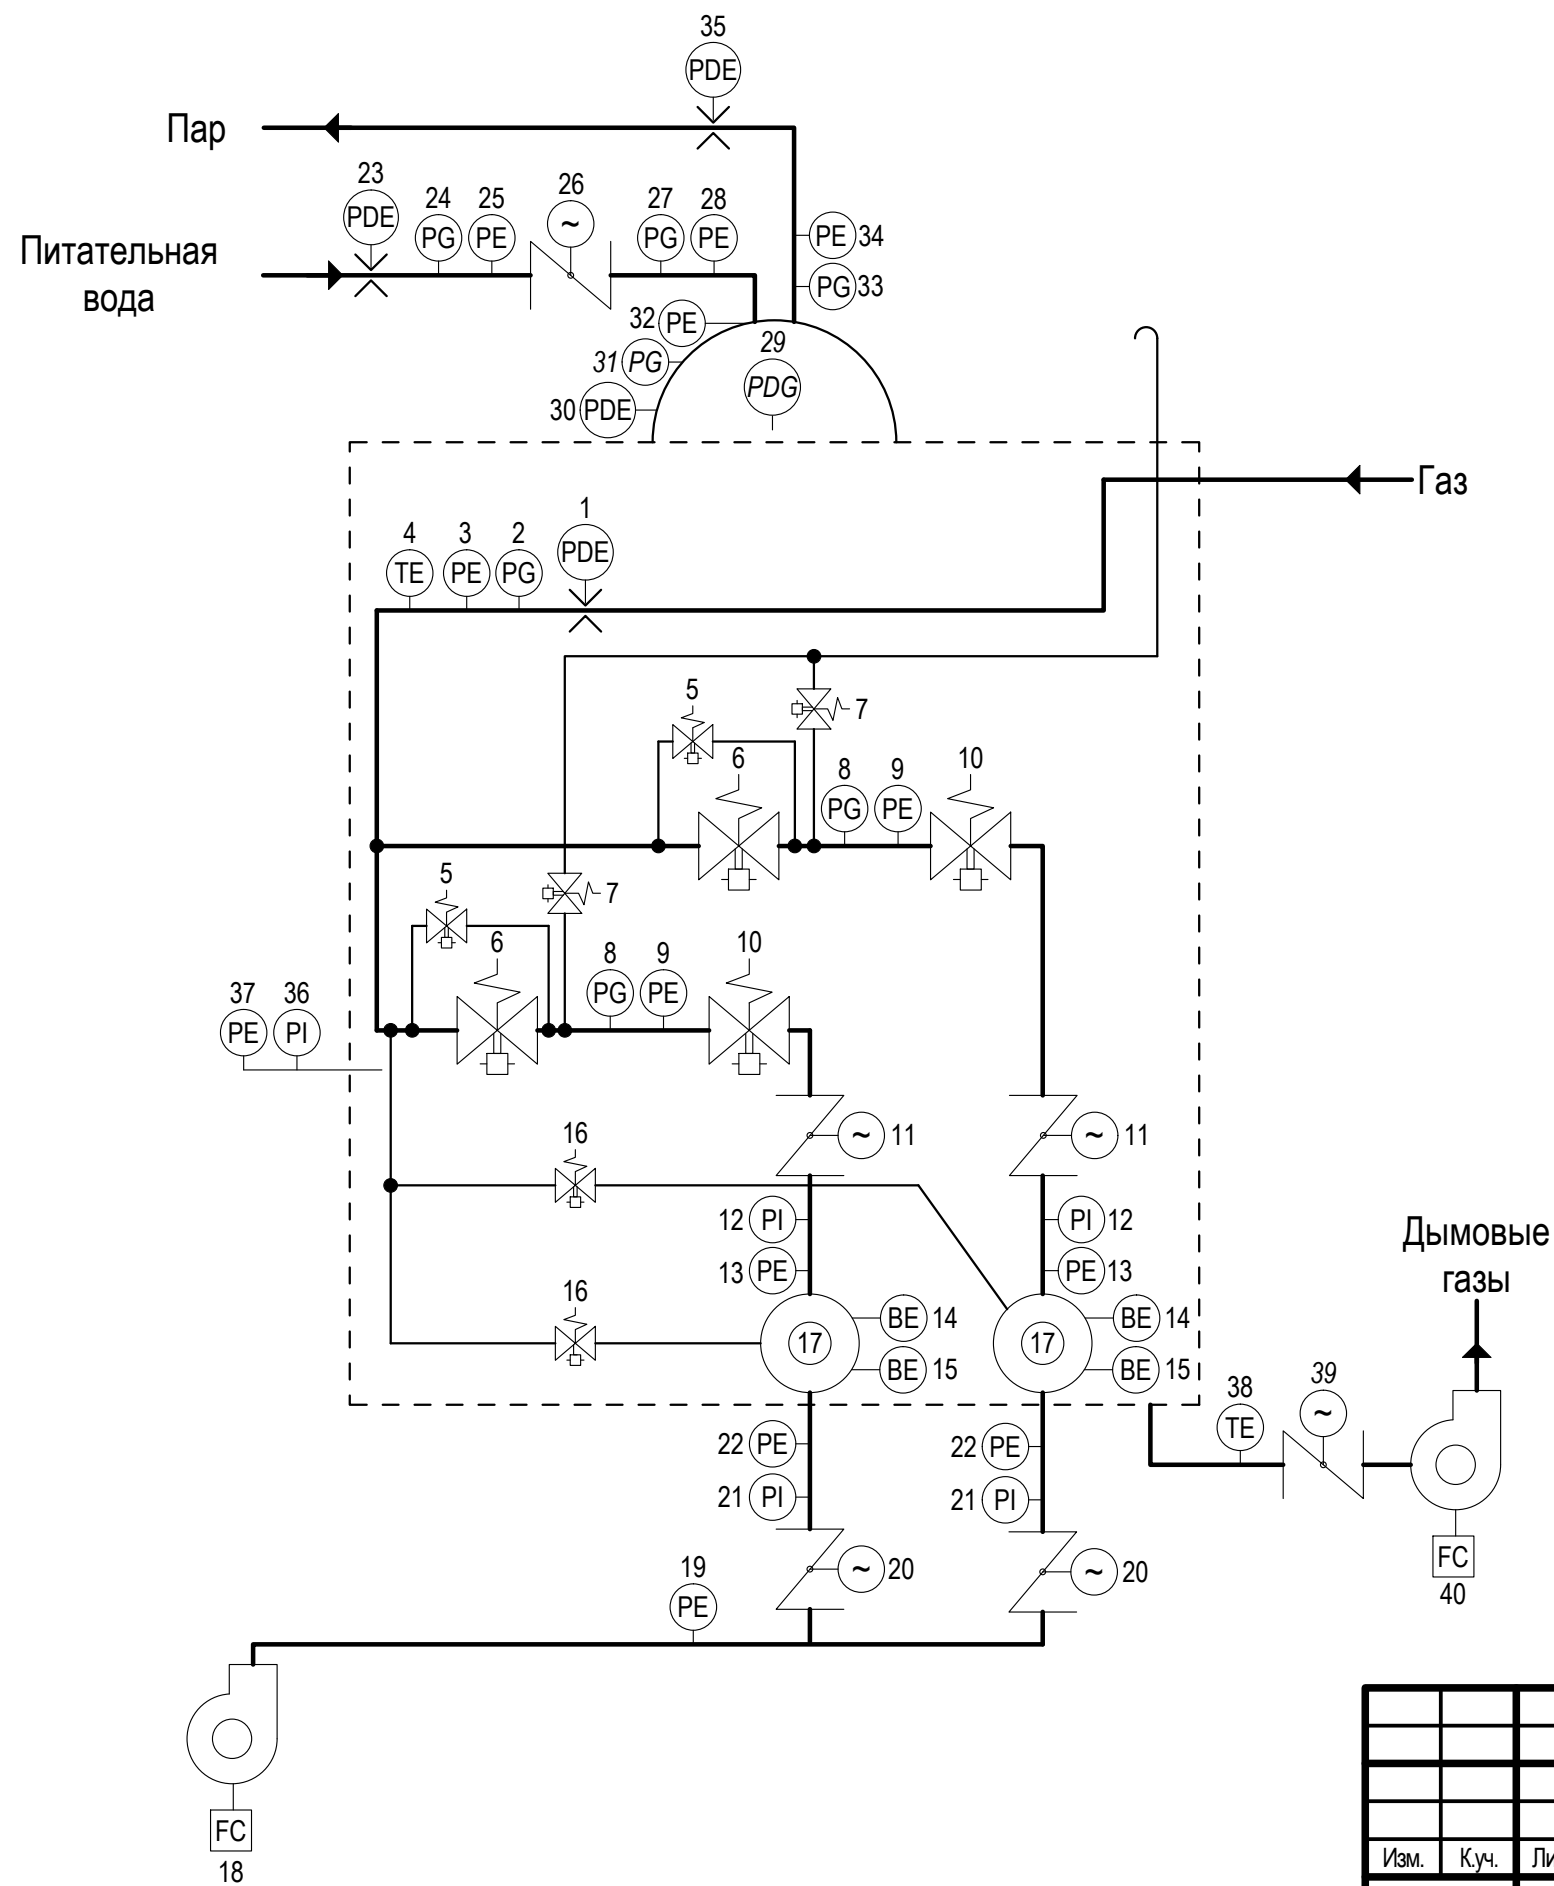 35
PDE
Пар
23
24
25
26
27
28
PDE
PG
PE
~
PG
PE
PE 34
Питательная
вода
PG 33
32 PE
29
31 PG
PDG
30 PDE
Газ
1
4
3
2
PDE
TE
PE
PG
5
7
6
8
9
10
PG
PE
5
7
6
8
9
10
37
36
PG
PE
PE
PI
16
~ 11
~ 11
12 PI
PI 12
Дымовые
газы
13 PE
PE 13
16
BE 14
BE 14
17
17
BE 15
BE 15
38
39
TE
~
22 PE
22 PE
21 PI
21 PI
19
~ 20
~ 20
FC
40
PE
FC
18
Изм.
К.уч.
Ли